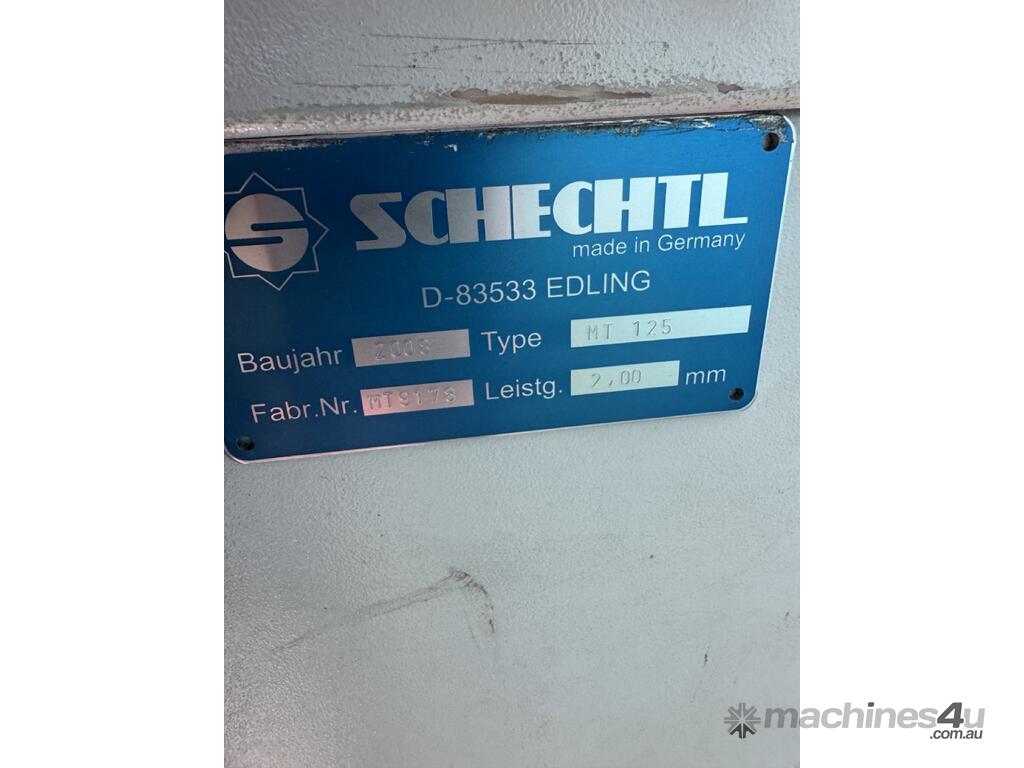 S SCHECHTL
made in Germany
D-83533 EDLING
Baujahr 2008 Type MT 125
Fabr.Nr. MT9178 Leistg. 2,00 mm
machines4u
.com.au